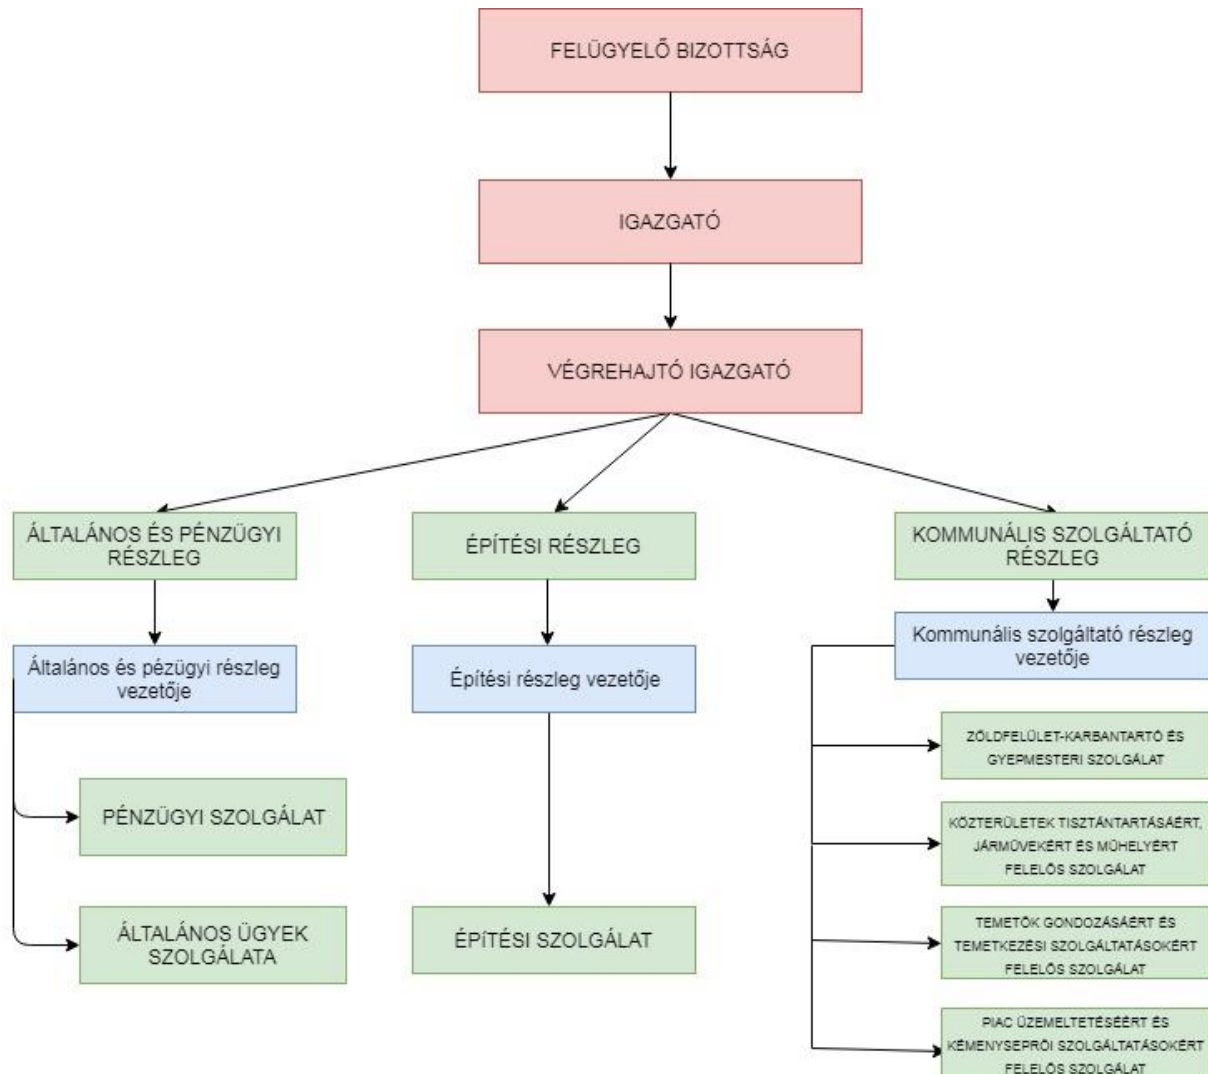 FELÜGYELŐ BIZOTTSÁG
IGAZGATÓ
VÉGREHAJTÓ IGAZGATÓ
ÁLTALÁNOS ÉS PÉNZÜGYI
RÉSZLEG
ÉPÍTÉSI RÉSZLEG
KOMMUNÁLIS SZOLGÁLTATÓ
RÉSZLEG
Általános és pézügyi részleg
vezetője
Építési részleg vezetője
Kommunális szolgáltató részleg
vezetője
PÉNZÜGYI SZOLGÁLAT
ÁLTALÁNOS ÜGYEK
SZOLGÁLATA
ÉPÍTÉSI SZOLGÁLAT
ZÖLDFELÜLET-KARBANTARTÓ ÉS
GYEPMESTERI SZOLGÁLAT
KÖZTERÜLETEK TISZTÁNTARTÁSÁÉRT,
JÁRMŰVEKÉRT ÉS MŰHELYÉRT
FELELŐS SZOLGÁLAT
TEMETŐK GONDOZÁSÁÉRT ÉS
TEMETKEZÉSI SZOLGÁLTATÁSOKÉRT
FELELŐS SZOLGÁLAT
PIAC ÜZEMELTETÉSÉÉRT ÉS
KÉMÉNYSEPRŐI SZOLGÁLTATÁSOKÉRT
FELELŐS SZOLGÁLAT